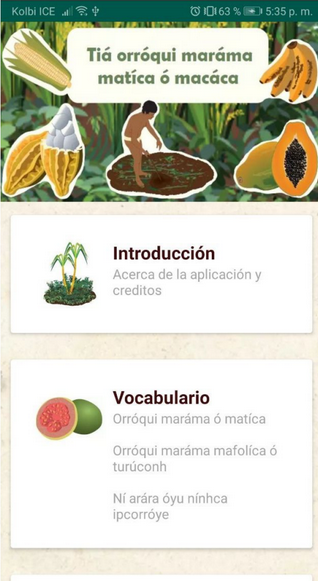 Kolbi ICE 63 % 5:35 p. m.
Tiá orróqui maráma
matíca ó macáca
Introducción
Acerca de la aplicación y
creditos
Vocabulario
Orróqui maráma ó matíca
Orróqui maráma mafolíca ó
turúconh
Ní arára óyu nínhca
ipcorróye